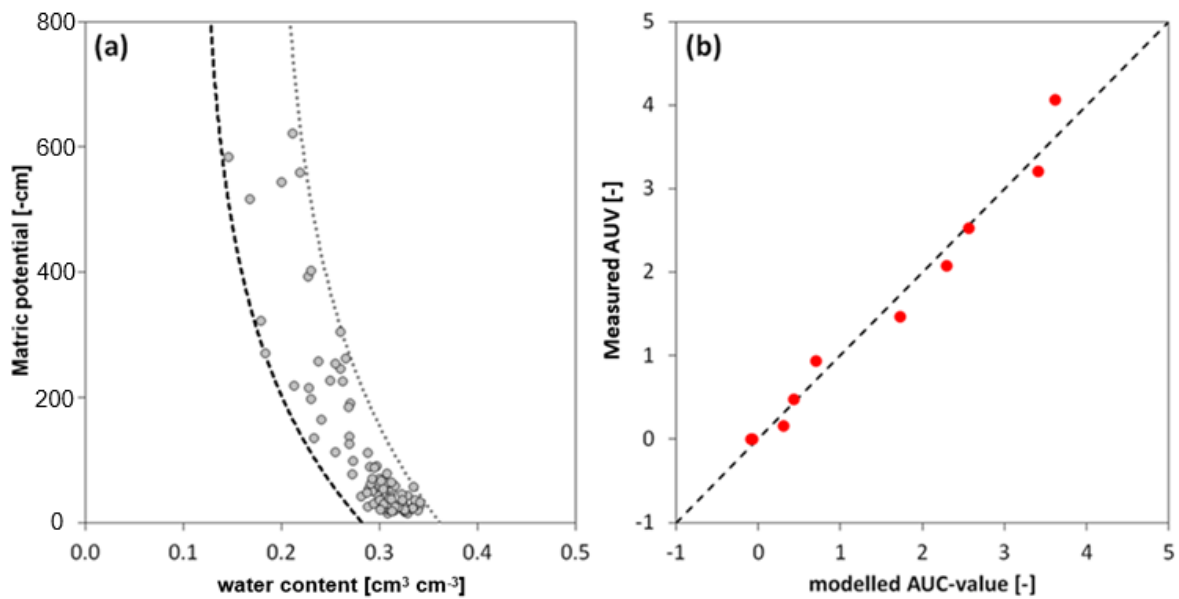 (a)
800
600
400
200
0
Matric potential [-cm]
0.0 0.1 0.2 0.3 0.4 0.5
water content [cm³ cm⁻³]
(b)
5
4
3
2
1
0
-1
Measured AUV [-]
-1 0 1 2 3 4 5
modelled AUC-value [-]